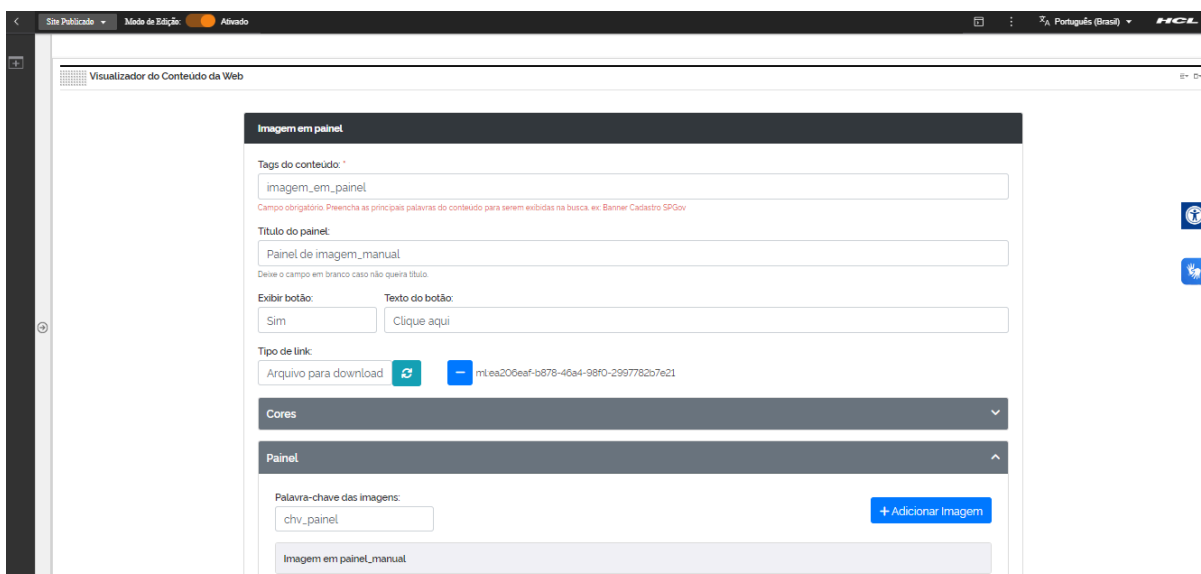 Site Publicado Modo de Edição: Ativado Português (Brasil) HCL
Visualizador do Conteúdo da Web
Imagem em painel
Tags do conteúdo: *
imagem_em_painel
Campo obrigatório. Preencha as principais palavras do conteúdo para serem exibidas na busca. ex: Banner Cadastro SPGov
Título do painel:
Painel de imagem_manual
Deixe o campo em branco caso não queira título.
Exibir botão: Texto do botão:
Sim Clique aqui
Tipo de link:
Arquivo para download ml:ea206eaf-b878-46a4-98f0-2997782b7e21
Cores
Painel
Palavra-chave das imagens:
chv_painel + Adicionar Imagem
Imagem em painel_manual